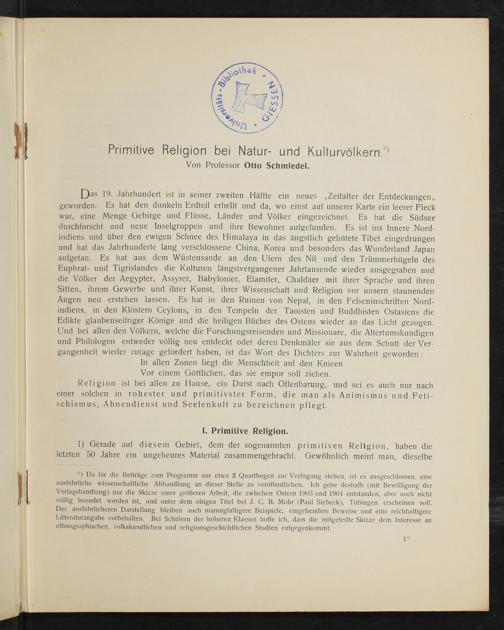 Universitäts-Bibliothek
GIESSEN
Primitive Religion bei Natur- und Kulturvölkern.*)
Von Professor Otto Schmiedel.
Das 19. Jahrhundert ist in seiner zweiten Hälfte ein neues „Zeitalter der Entdeckungen„
geworden. Es hat den dunkeln Erdteil erhellt und da, wo einst auf unserer Karte ein leerer Fleck
war, eine Menge Gebirge und Flüsse, Länder und Völker eingezeichnet. Es hat die Südsee
durchforscht und neue Inselgruppen und ihre Bewohner aufgefunden. Es ist ins Innere Nord-
indiens und über den ewigen Schnee des Himalaya in das ängstlich gehütete Tibet eingedrungen
und hat das Jahrhunderte lang verschlossene China, Korea und besonders das Wunderland Japan
aufgetan. Es hat aus dem Wüstensande an den Ufern des Nil und den Trümmerhügeln des
Euphrat- und Tigrislandes die Kulturen längstvergangener Jahrtausende wieder ausgegraben und
die Völker der Aegypter, Assyrer, Babylonier, Elamiter, Chaldäer mit ihrer Sprache und ihren
Sitten, ihrem Gewerbe und ihrer Kunst, ihrer Wissenschaft und Religion vor unsern staunenden
Augen neu erstehen lassen. Es hat in den Ruinen von Nepal, in den Felseninschriften Nord-
indiens, in den Klöstern Ceylons, in den Tempeln der Taoisten und Buddhisten Ostasiens die
Edikte glaubenseifriger Könige und die heiligen Bücher des Ostens wieder an das Licht gezogen.
Und bei allen den Völkern, welche die Forschungsreisenden und Missionare, die Altertumskundigen
und Philologen entweder völlig neu entdeckt oder deren Denkmäler sie aus dem Schutt der Ver-
gangenheit wieder zutage gefördert haben, ist das Wort des Dichters zur Wahrheit geworden:
In allen Zonen liegt die Menschheit auf den Knieen
Vor einem Göttlichen, das sie empor soll ziehen.
Religion ist bei allen zu Hause, ein Durst nach Offenbarung, und sei es auch nur nach
einer solchen in rohester und primitivster Form, die man als Animismus und Feti-
schismus, Ahnendienst und Seelenkult zu bezeichnen pflegt.
I. Primitive Religion.
1) Gerade auf diesem Gebiet, dem der sogenannten primitiven Religion, haben die
letzten 50 Jahre ein ungeheures Material zusammengebracht. Gewöhnlich meint man, dieselbe
*) Da für die Beiträge zum Programm nur etwa 2 Quartbogen zur Verfügung stehen, ist es ausgeschlossen, eine
ausführliche wissenschaftliche Abhandlung an dieser Stelle zu veröffentlichen. Ich gebe deshalb (mit Bewilligung der
Verlagshandlung) nur die Skizze einer größeren Arbeit, die zwischen Ostern 1903 und 1904 entstanden, aber noch nicht
völlig beendet worden ist, und unter dem obigen Titel bei J. C. B. Mohr (Paul Siebeck), Tübingen erscheinen soll.
Der ausführlicheren Darstellung bleiben auch mannigfaltigere Beispiele, eingehendere Beweise und eine reichhaltigere
Litteraturangabe vorbehalten. Bei Schülern der höheren Klassen hoffe ich, dass die mitgeteilte Skizze dem Interesse an
ethnographischen, volkskundlichen und religionsgeschichtlichen Studien entgegenkommt.
1*